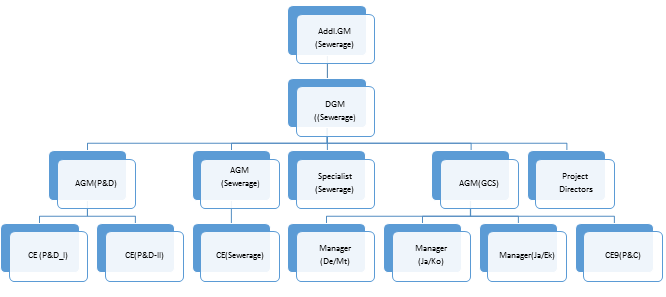 Addl.GM
(Sewerage)
DGM
((Sewerage)
AGM(P&D)
AGM
(Sewerage)
Specialist
(Sewerage)
AGM(GCS)
Project
Directors
CE (P&D_I)
CE(P&D-II)
CE(Sewerage)
Manager
(De/Mt)
Manager
(Ja/Ko)
Manager(Ja/Ek)
CE9(P&C)